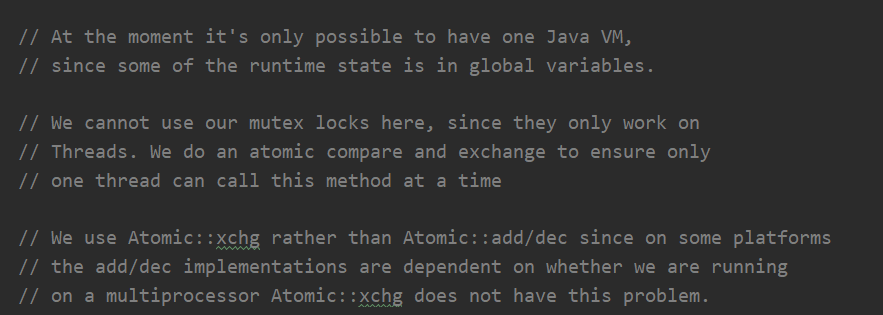 // At the moment it's only possible to have one Java VM,
// since some of the runtime state is in global variables.
// We cannot use our mutex locks here, since they only work on
// Threads. We do an atomic compare and exchange to ensure only
// one thread can call this method at a time
// We use Atomic::xchg rather than Atomic::add/dec since on some platforms
// the add/dec implementations are dependent on whether we are running
// on a multiprocessor Atomic::xchg does not have this problem.